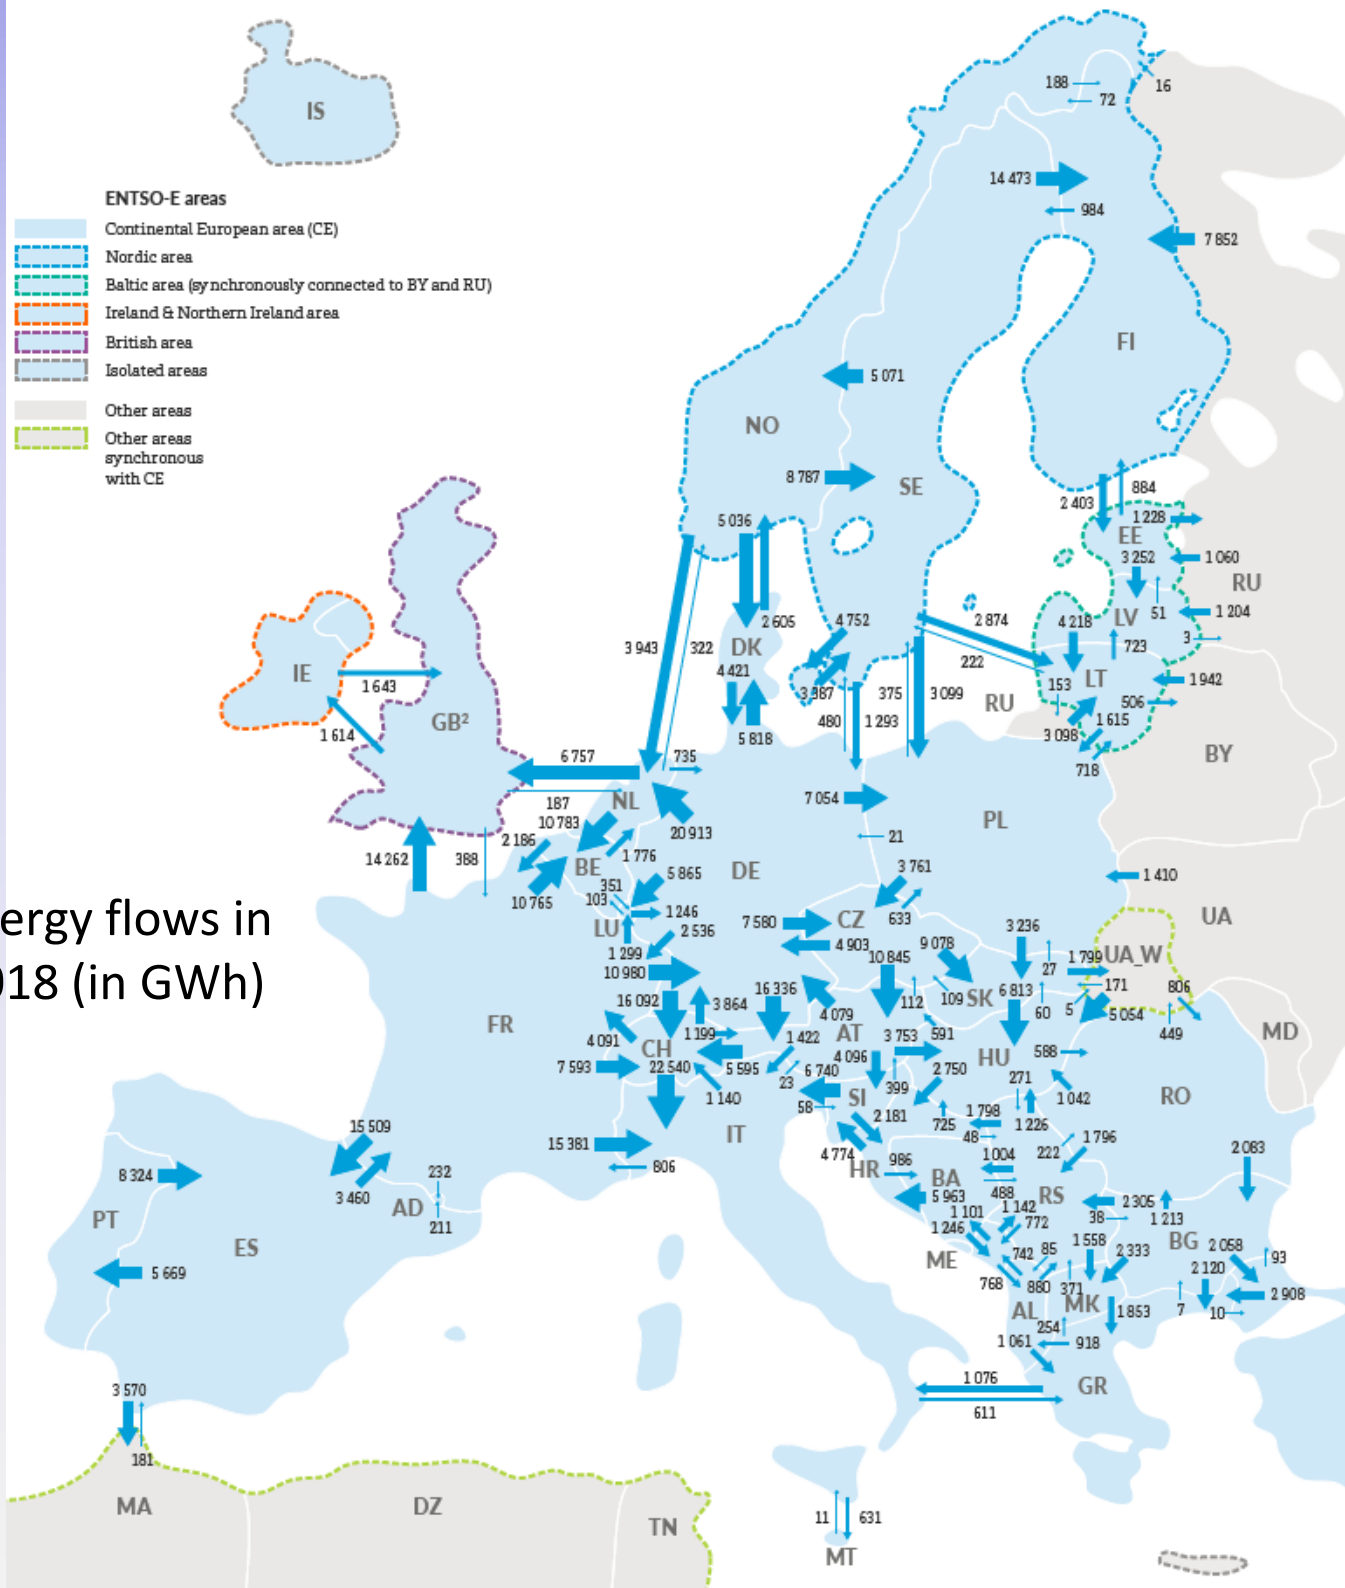 IS
ENTSO-E areas
Continental European area (CE)
Nordic area
Baltic area (synchronously connected to BY and RU)
Ireland & Northern Ireland area
British area
Isolated areas
Other areas
Other areas
synchronous
with CE
188
72
16
14 473
984
7 852
FI
5 071
NO
8 787
SE
2 403
884
1 228
EE
5 036
3 252
1 060
RU
2 605
4 752
2 874
4 218
LV
51
1 204
3
723
IE
1 643
GB²
1 614
3 943
322
DK
4 421
3 387
222
153
LT
1 942
506
375
3 099
RU
480
1 293
3 098
1 615
718
BY
5 818
6 757
735
187
NL
7 054
PL
10 783
2 186
20 913
21
14 262
388
1 776
BE
5 865
DE
3 761
1 410
10 765
351
103
633
ergy flows in
018 (in GWh)
LU
1 246
2 536
7 580
CZ
4 903
9 078
3 236
UA
1 299
10 980
10 845
27
1 799
UA_W
16 092
3 864
16 336
4 079
112
109
SK
6 813
60
171
5
5 054
806
449
FR
4 091
1 199
CH
1 422
AT
3 753
591
HU
588
MD
7 593
22 540
5 595
23
6 740
4 096
399
2 750
271
1 042
RO
1 140
58
SI
2 181
725
1 798
48
1 226
15 509
15 381
IT
806
4 774
HR
986
1 004
222
1 796
2 083
8 324
3 460
AD
232
211
BA
488
RS
5 963
2 305
38
1 213
PT
ES
1 101
1 246
1 142
772
BG
5 669
ME
742
85
1 558
2 333
2 058
93
768
880
371
2 120
2 908
AL
MK
1 853
7
10
254
1 061
918
3 570
181
1 076
611
GR
MA
DZ
TN
11
631
MT